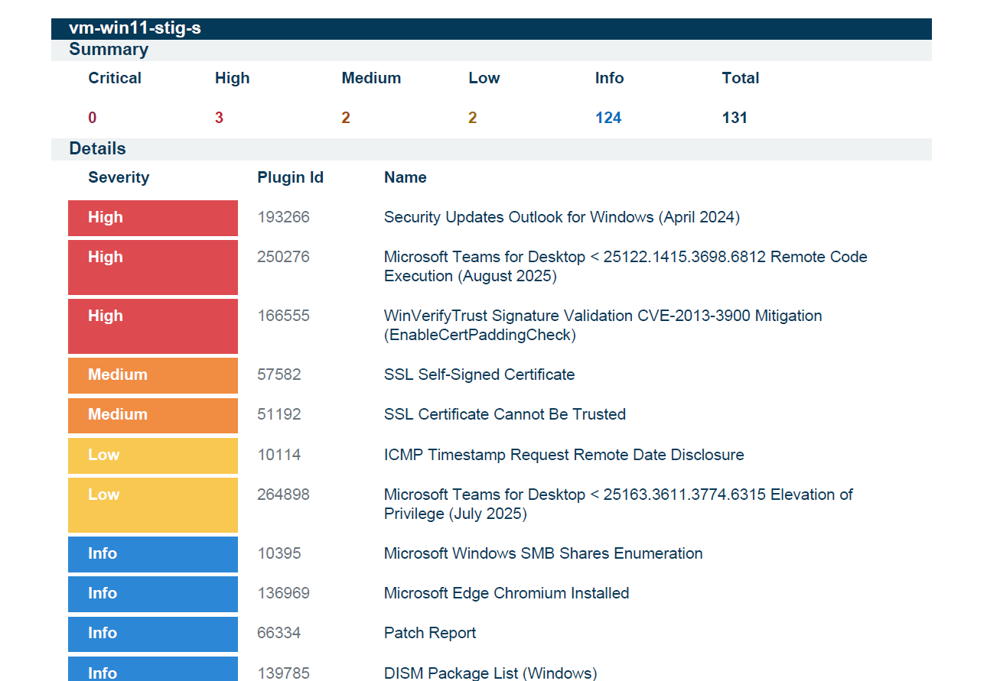 vm-win11-stig-s
Summary
Critical High Medium Low Info Total
0 3 2 2 124 131
Details
Severity Plugin Id Name
High 193266 Security Updates Outlook for Windows (April 2024)
High 250276 Microsoft Teams for Desktop < 25122.1415.3698.6812 Remote Code
Execution (August 2025)
High 166555 WinVerifyTrust Signature Validation CVE-2013-3900 Mitigation
(EnableCertPaddingCheck)
Medium 57582 SSL Self-Signed Certificate
Medium 51192 SSL Certificate Cannot Be Trusted
Low 10114 ICMP Timestamp Request Remote Date Disclosure
Low 264898 Microsoft Teams for Desktop < 25163.3611.3774.6315 Elevation of
Privilege (July 2025)
Info 10395 Microsoft Windows SMB Shares Enumeration
Info 136969 Microsoft Edge Chromium Installed
Info 66334 Patch Report
Info 139785 DISM Package List (Windows)